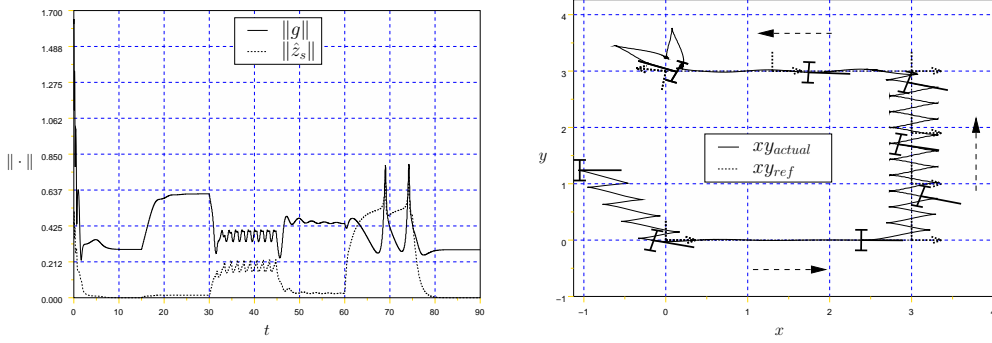 1.700
1.488
1.275
1.062
0.850
0.637
0.425
0.212
0.000
‖ · ‖
‖g‖
‖ẑₛ‖
0 10 20 30 40 50 60 70 80 90
t
4
3
2
1
0
−1
y
xy_actual
xy_ref
−1 0 1 2 3 4
x